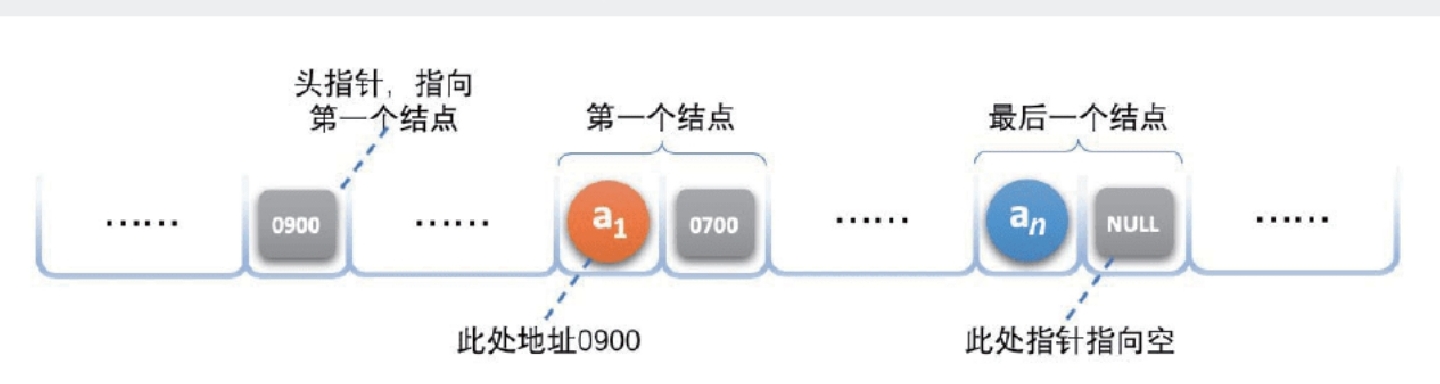 头指针，指向
第一个结点
第一个结点
最后一个结点
...... 0900 ...... a1 0700 ...... an NULL ......
此处地址0900
此处指针指向空